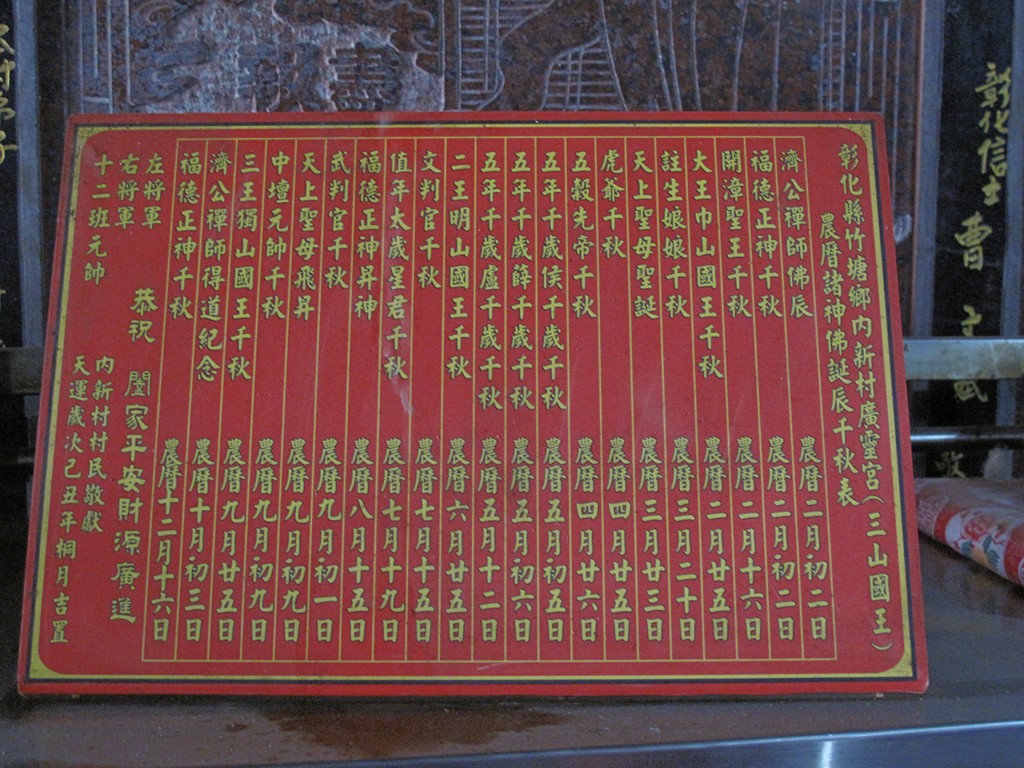 彰化縣竹塘鄉內新村廣靈宮(三山國王)
農曆諸神佛誕辰千秋表
濟公禪師佛辰 農曆二月初二日
福德正神千秋 農曆二月初二日
開漳聖王千秋 農曆二月十六日
大王巾山國王千秋 農曆二月廿五日
註生娘娘千秋 農曆三月二十日
天上聖母聖誕 農曆三月廿三日
虎爺千秋 農曆四月廿五日
五穀先帝千秋 農曆四月廿六日
五年千歲侯千歲千秋 農曆五月初五日
五年千歲薛千歲千秋 農曆五月初六日
五年千歲盧千歲千秋 農曆五月十二日
二王明山國王千秋 農曆六月廿五日
文判官千秋 農曆七月十五日
值年太歲星君千秋 農曆七月十九日
福德正神昇神 農曆八月十五日
武判官千秋 農曆九月初一日
天上聖母飛昇 農曆九月初九日
中壇元帥千秋 農曆九月初九日
三王獨山國王千秋 農曆九月廿五日
濟公禪師得道紀念 農曆十月初三日
福德正神千秋 農曆十二月十六日
左將軍
右將軍
十二班元帥
恭祝 闔家平安財源廣進
內新村村民敬獻
天運歲次己丑年桐月吉置
彰化信士 曹